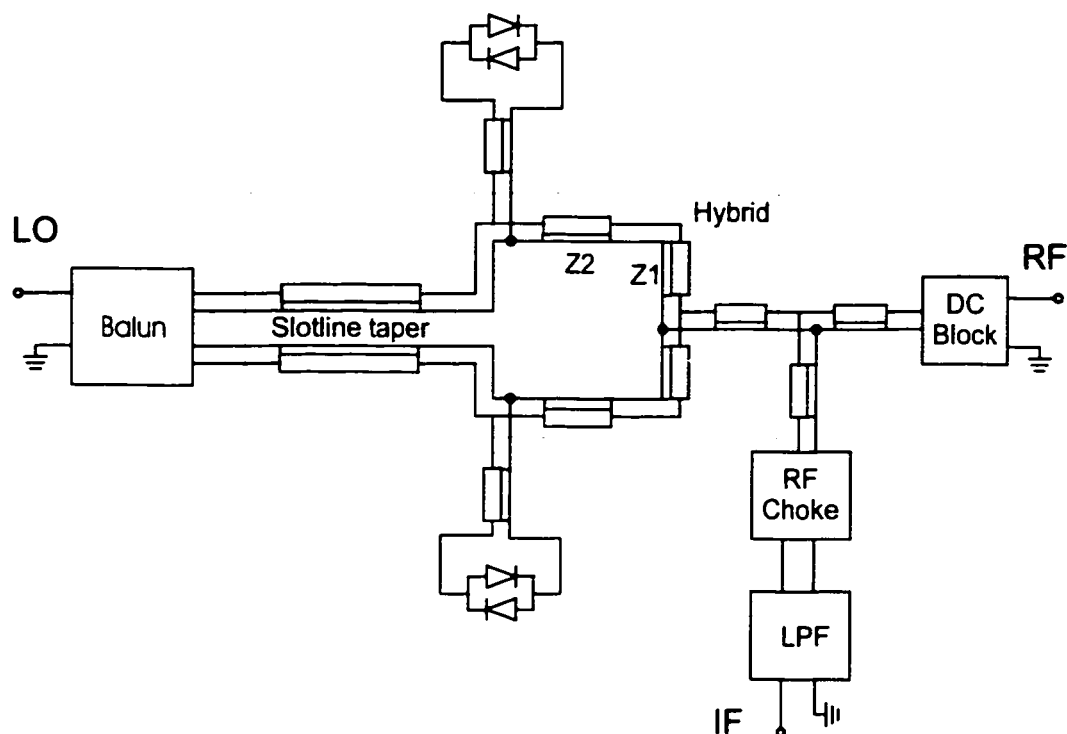 LO
Balun
Slotline taper
Z2
Z1
Hybrid
RF
DC
Block
RF
Choke
LPF
IF